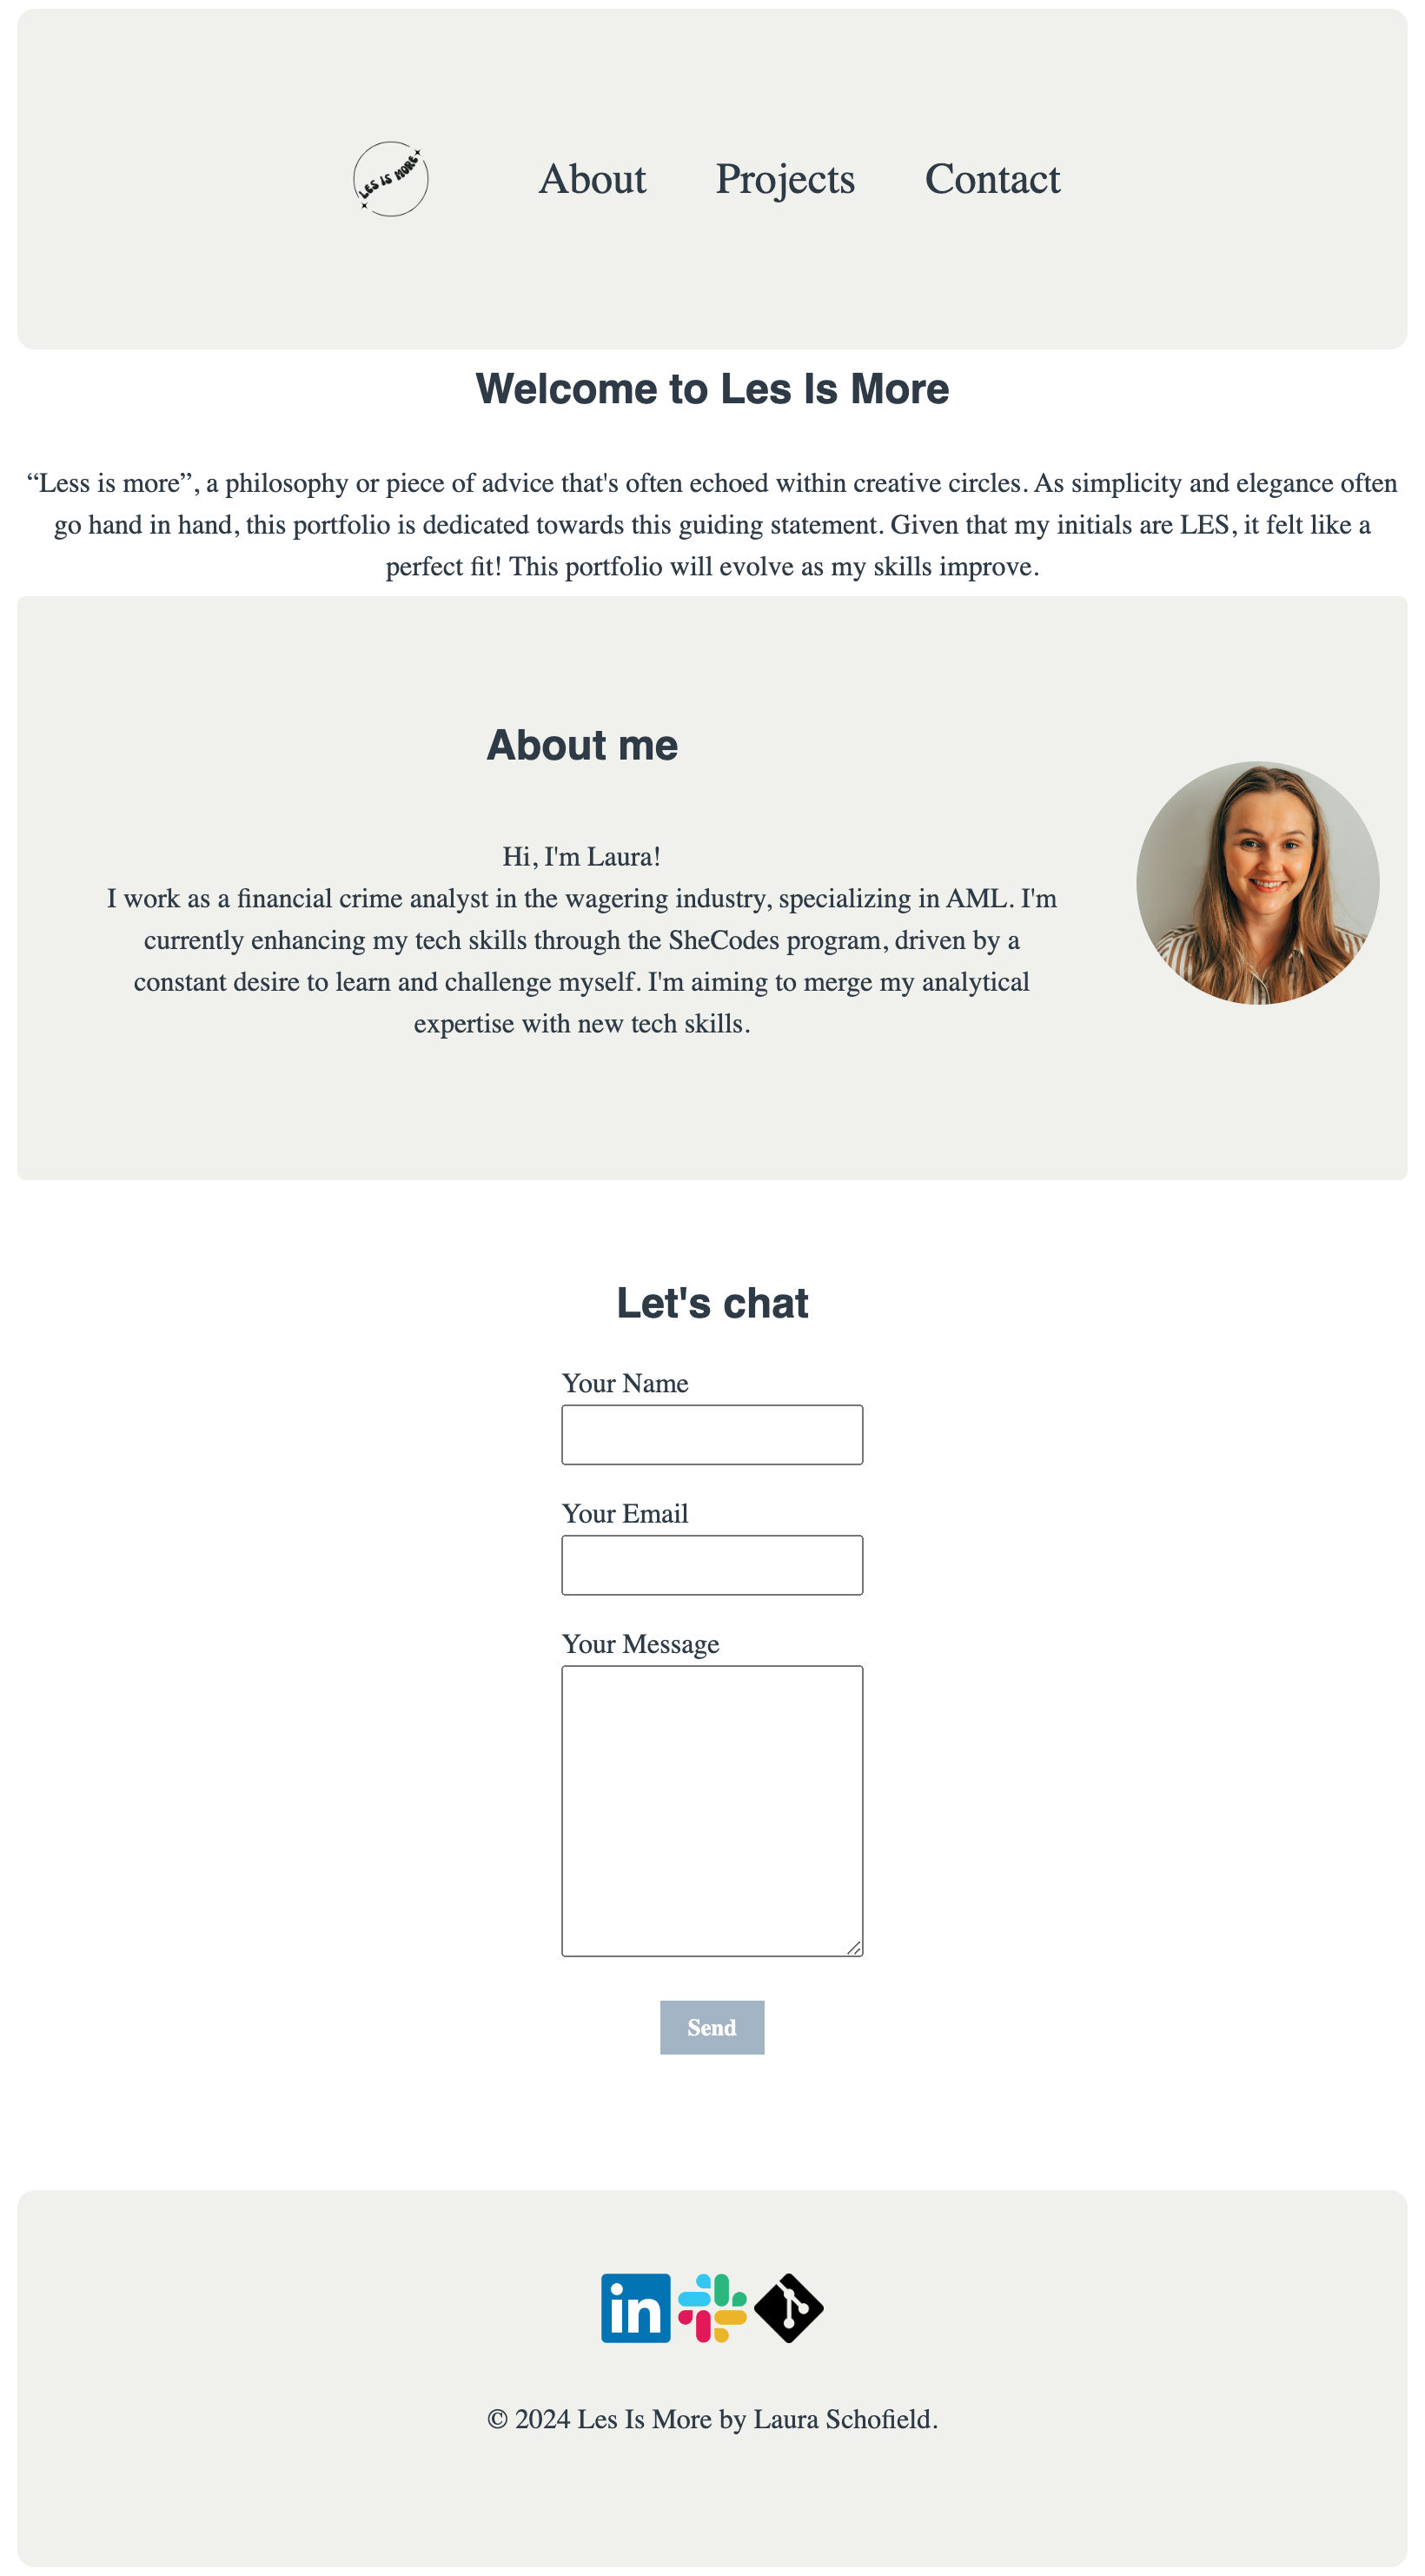 LES IS MORE
About Projects Contact
Welcome to Les Is More
“Less is more”, a philosophy or piece of advice that's often echoed within creative circles. As simplicity and elegance often
go hand in hand, this portfolio is dedicated towards this guiding statement. Given that my initials are LES, it felt like a
perfect fit! This portfolio will evolve as my skills improve.
About me
Hi, I'm Laura!
I work as a financial crime analyst in the wagering industry, specializing in AML. I'm
currently enhancing my tech skills through the SheCodes program, driven by a
constant desire to learn and challenge myself. I'm aiming to merge my analytical
expertise with new tech skills.
Let's chat
Your Name
Your Email
Your Message
Send
in
© 2024 Les Is More by Laura Schofield.